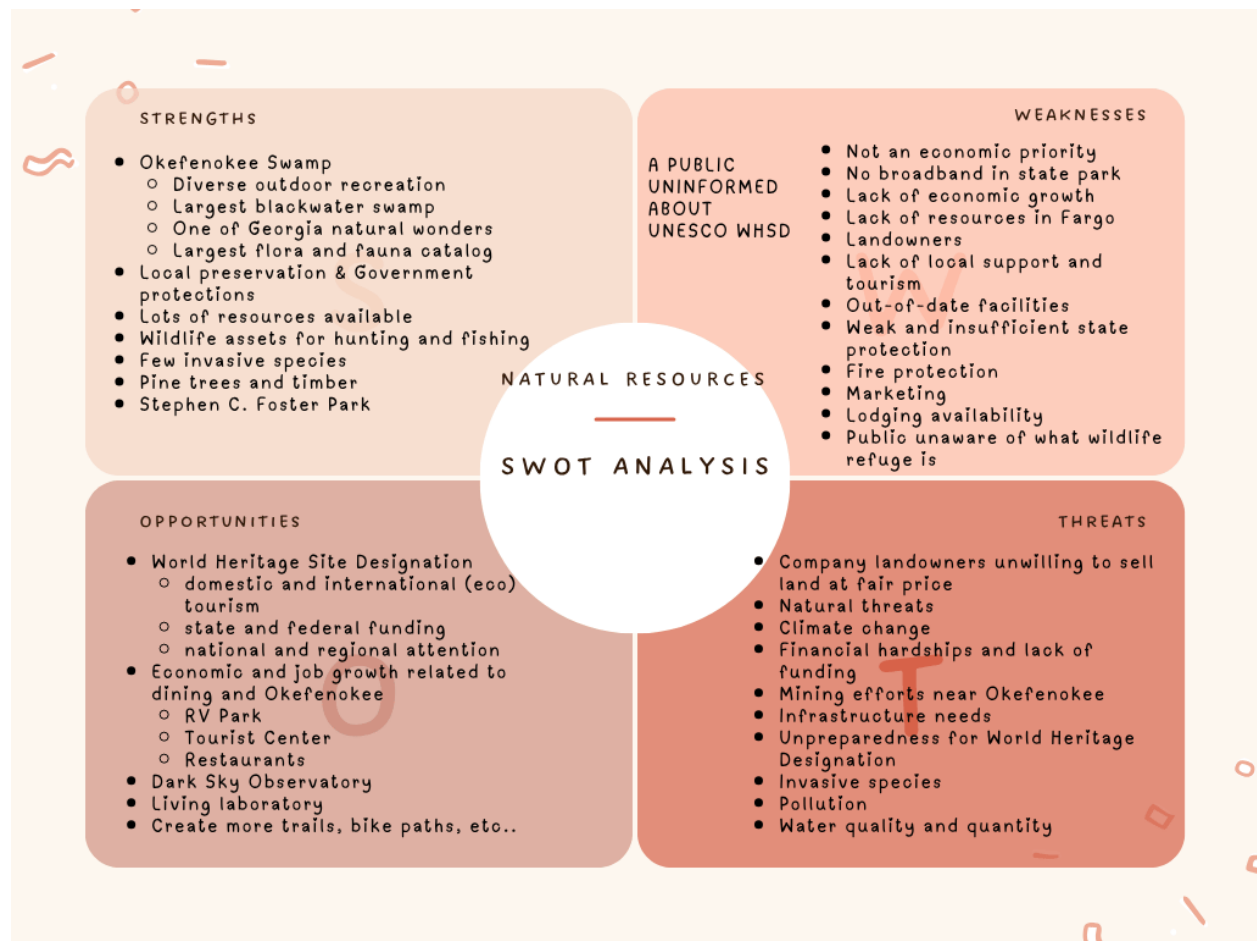 STRENGTHS
• Okefenokee Swamp
○ Diverse outdoor recreation
○ Largest blackwater swamp
○ One of Georgia natural wonders
○ Largest flora and fauna catalog
• Local preservation & Government
protections
• Lots of resources available
• Wildlife assets for hunting and fishing
• Few invasive species
• Pine trees and timber
• Stephen C. Foster Park
S
WEAKNESSES
A PUBLIC
UNINFORMED
ABOUT
UNESCO WHSD
• Not an economic priority
• No broadband in state park
• Lack of economic growth
• Lack of resources in Fargo
• Landowners
• Lack of local support and
tourism
• Out-of-date facilities
• Weak and insufficient state
protection
• Fire protection
• Marketing
• Lodging availability
• Public unaware of what wildlife
refuge is
W
NATURAL RESOURCES
SWOT ANALYSIS
OPPORTUNITIES
• World Heritage Site Designation
○ domestic and international (eco)
tourism
○ state and federal funding
○ national and regional attention
• Economic and job growth related to
dining and Okefenokee
○ RV Park
○ Tourist Center
○ Restaurants
• Dark Sky Observatory
• Living laboratory
• Create more trails, bike paths, etc..
O
THREATS
• Company landowners unwilling to sell
land at fair price
• Natural threats
• Climate change
• Financial hardships and lack of
funding
• Mining efforts near Okefenokee
• Infrastructure needs
• Unpreparedness for World Heritage
Designation
• Invasive species
• Pollution
• Water quality and quantity
T